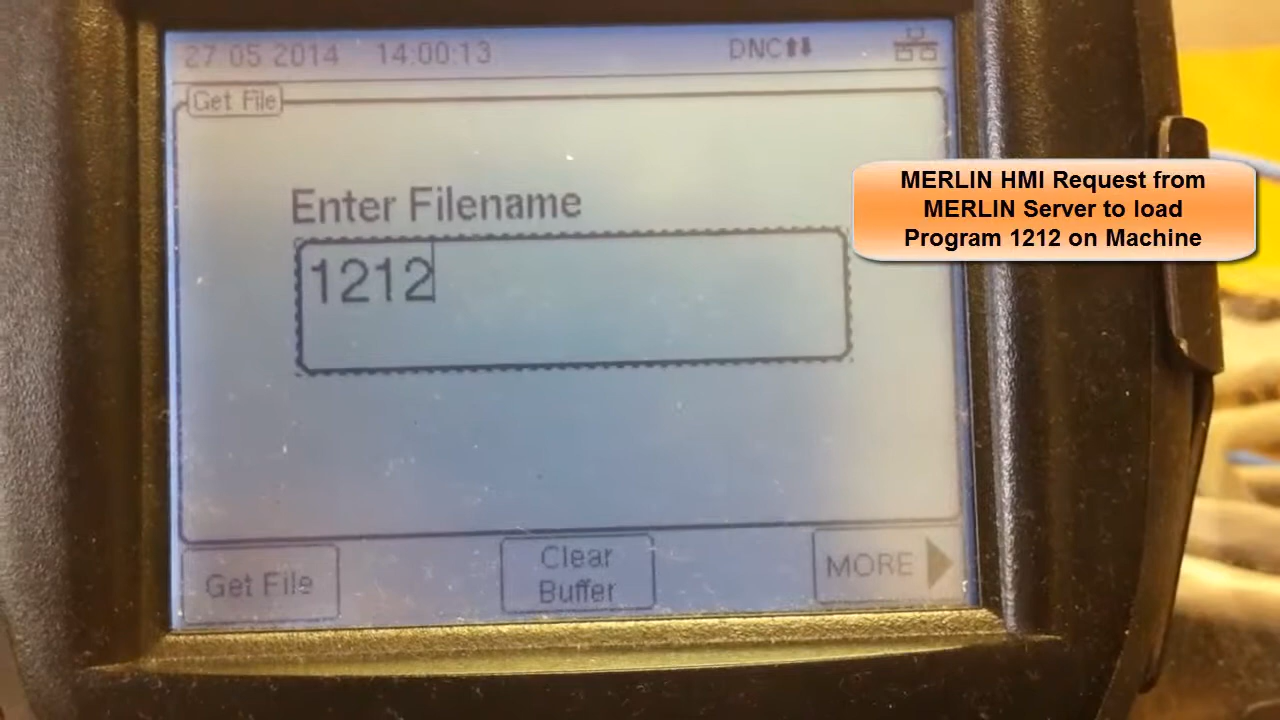 27 05 2014 14:00:13 DNC
Get File
Enter Filename
1212
MERLIN HMI Request from
MERLIN Server to load
Program 1212 on Machine
Get File
Clear
Buffer
MORE